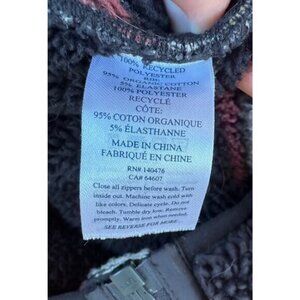 100% RECYCLED
POLYESTER
RIB:
95% ORGANIC COTTON
5% ELASTANE
100% POLYESTER
RECYCLÉ
CÔTE:
95% COTON ORGANIQUE
5% ÉLASTHANNE
MADE IN CHINA
FABRIQUÉ EN CHINE
RN# 140476
CA# 64607
Close all zippers before wash. Turn
inside out. Machine wash cold with
like colors. Delicate cycle. Do not
bleach. Tumble dry low. Remove
promptly. Warm iron when needed.
SEE REVERSE FOR MORE